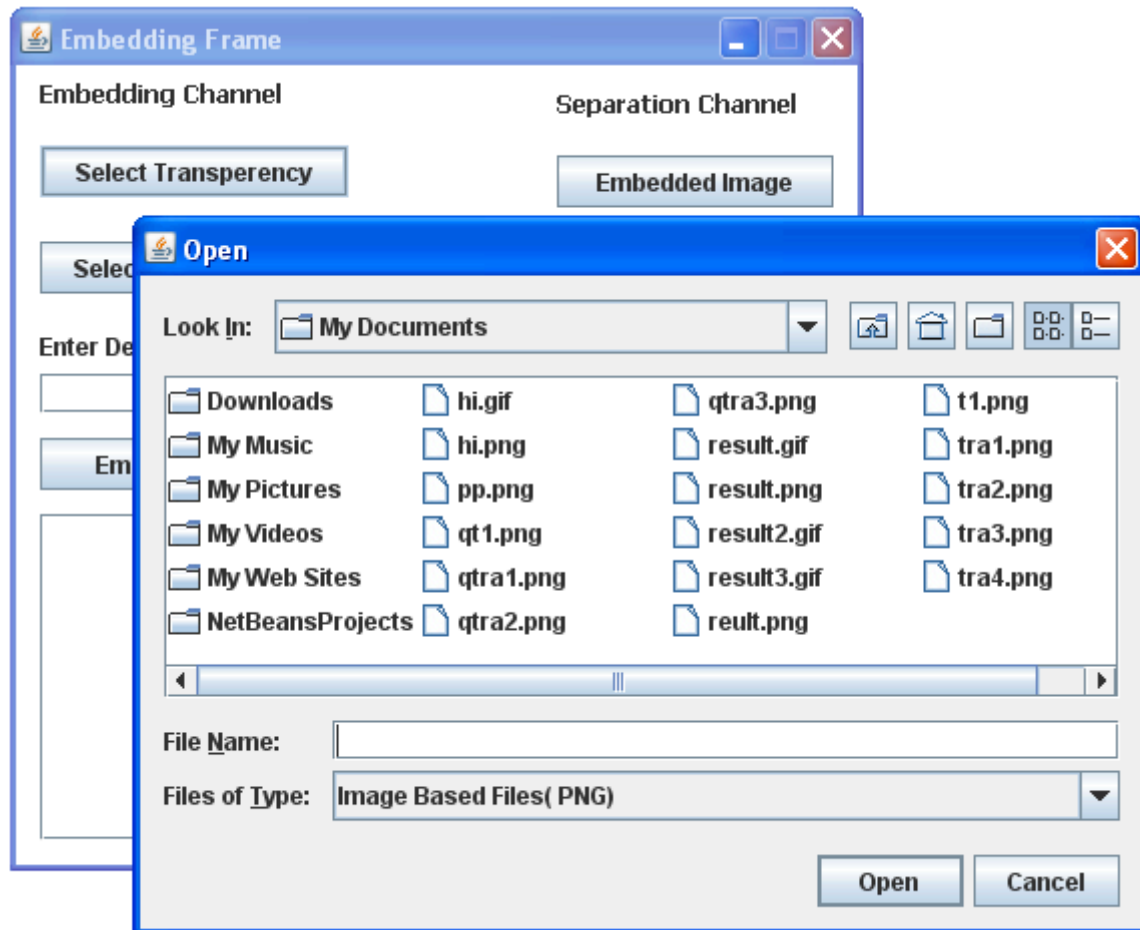 Embedding Frame
Embedding Channel
Separation Channel
Select Transperency
Embedded Image
Selec
Enter De
Em
Open
Look In: My Documents
Downloads hi.gif qtra3.png t1.png
My Music hi.png result.gif tra1.png
My Pictures pp.png result.png tra2.png
My Videos qt1.png result2.gif tra3.png
My Web Sites qtra1.png result3.gif tra4.png
NetBeansProjects qtra2.png reult.png
File Name:
Files of Type: Image Based Files( PNG)
Open Cancel